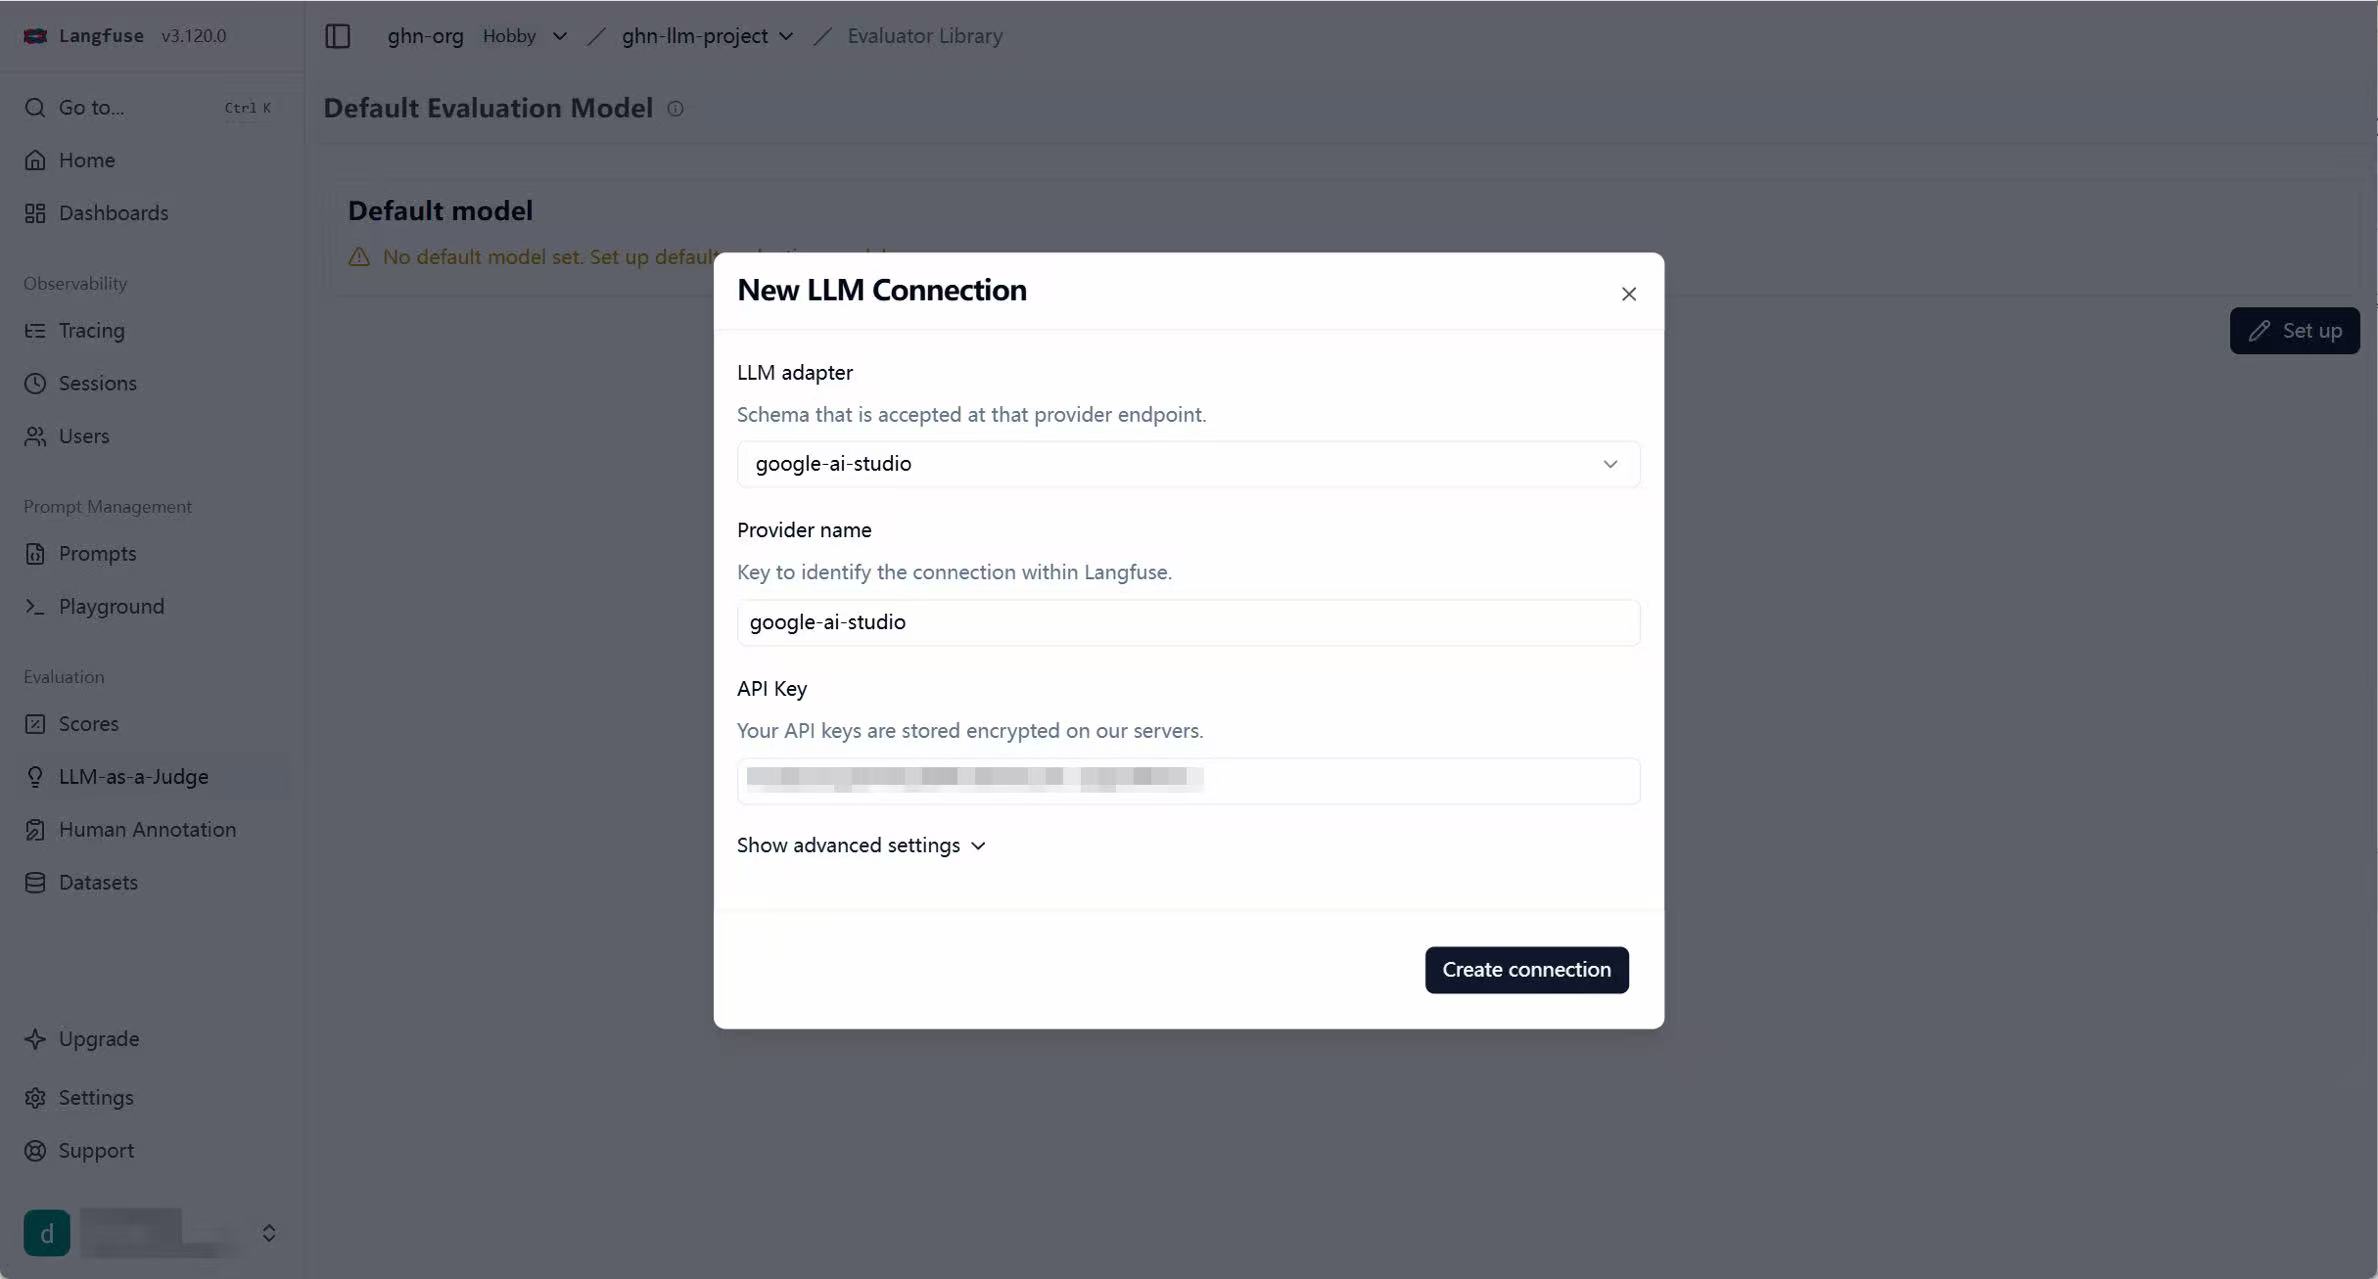 Langfuse v3.120.0
ghn-org Hobby / ghn-llm-project / Evaluator Library
Go to... Ctrl K
Home
Dashboards
Observability
Tracing
Sessions
Users
Prompt Management
Prompts
Playground
Evaluation
Scores
LLM-as-a-Judge
Human Annotation
Datasets
Upgrade
Settings
Support
d
Default Evaluation Model
Default model
No default model set. Set up default
Set up
New LLM Connection
LLM adapter
Schema that is accepted at that provider endpoint.
google-ai-studio
Provider name
Key to identify the connection within Langfuse.
google-ai-studio
API Key
Your API keys are stored encrypted on our servers.
Show advanced settings
Create connection